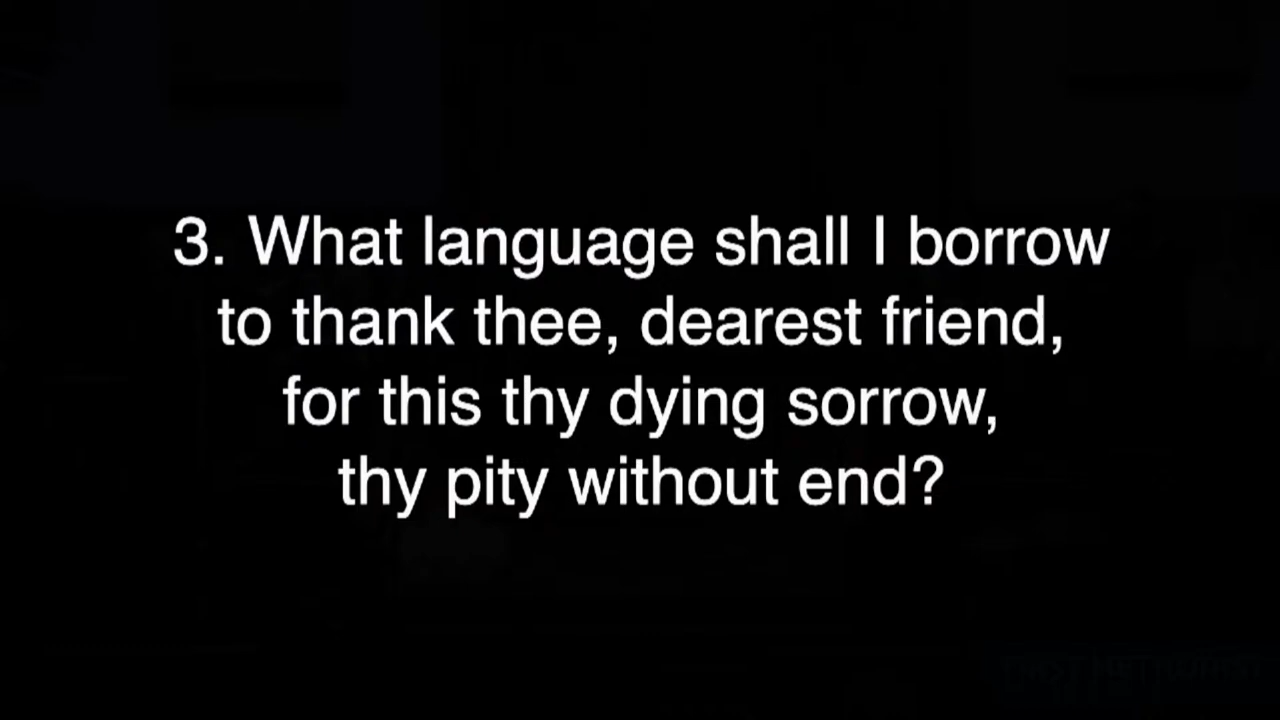 3. What language shall I borrow
to thank thee, dearest friend,
for this thy dying sorrow,
thy pity without end?